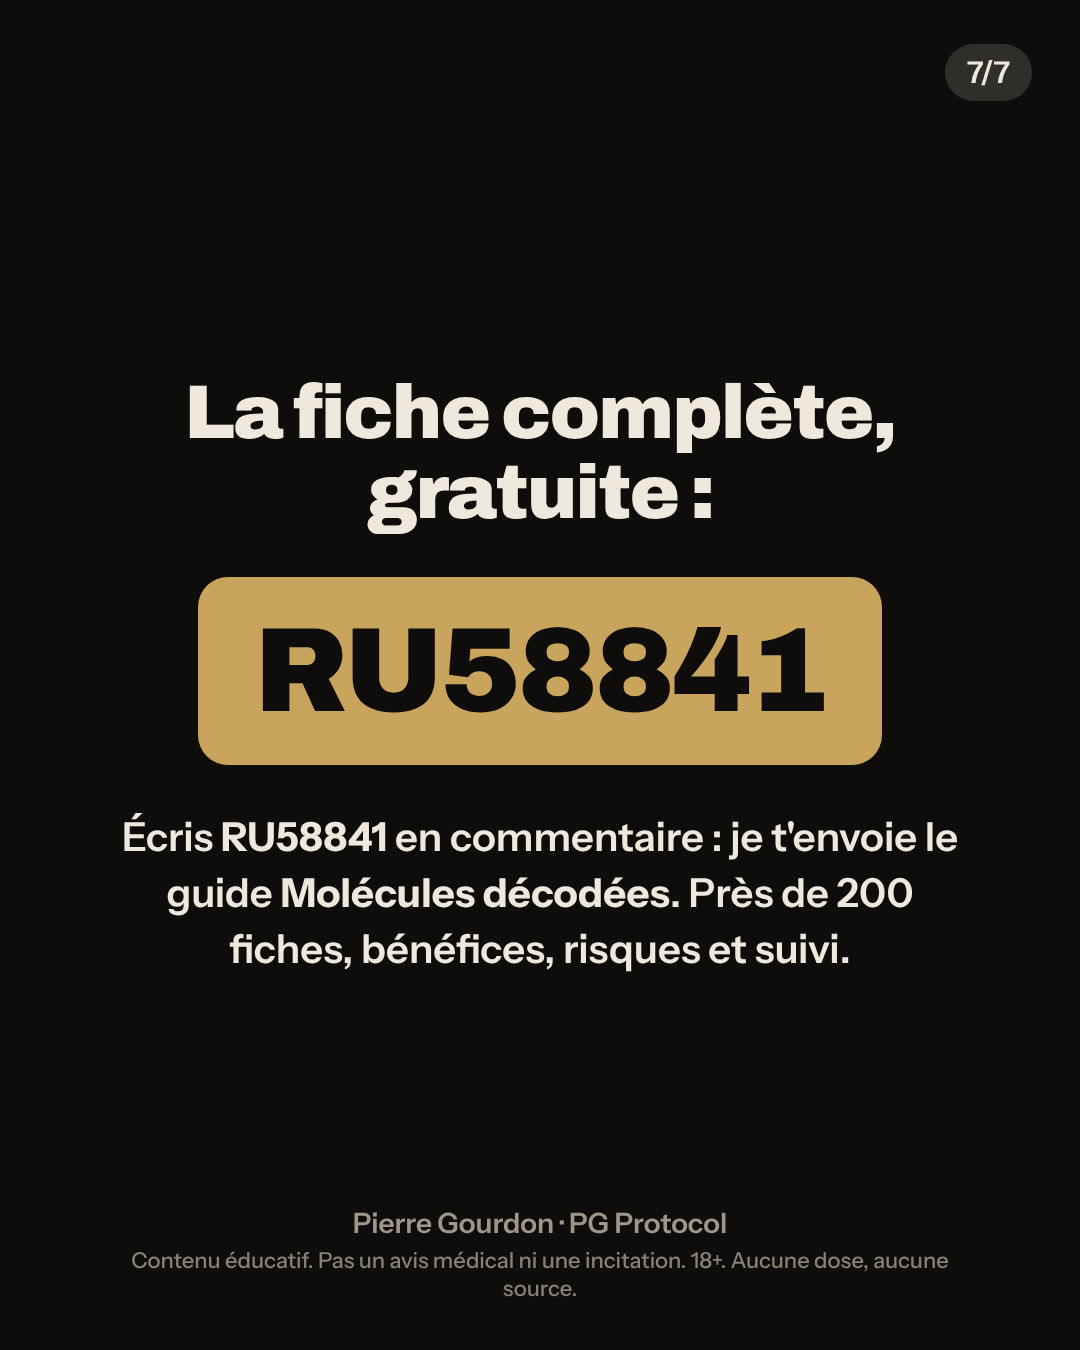 7/7
La fiche complète,
gratuite :
RU58841
Écris RU58841 en commentaire : je t'envoie le
guide Molécules décodées. Près de 200
fiches, bénéfices, risques et suivi.
Pierre Gourdon · PG Protocol
Contenu éducatif. Pas un avis médical ni une incitation. 18+. Aucune dose, aucune
source.